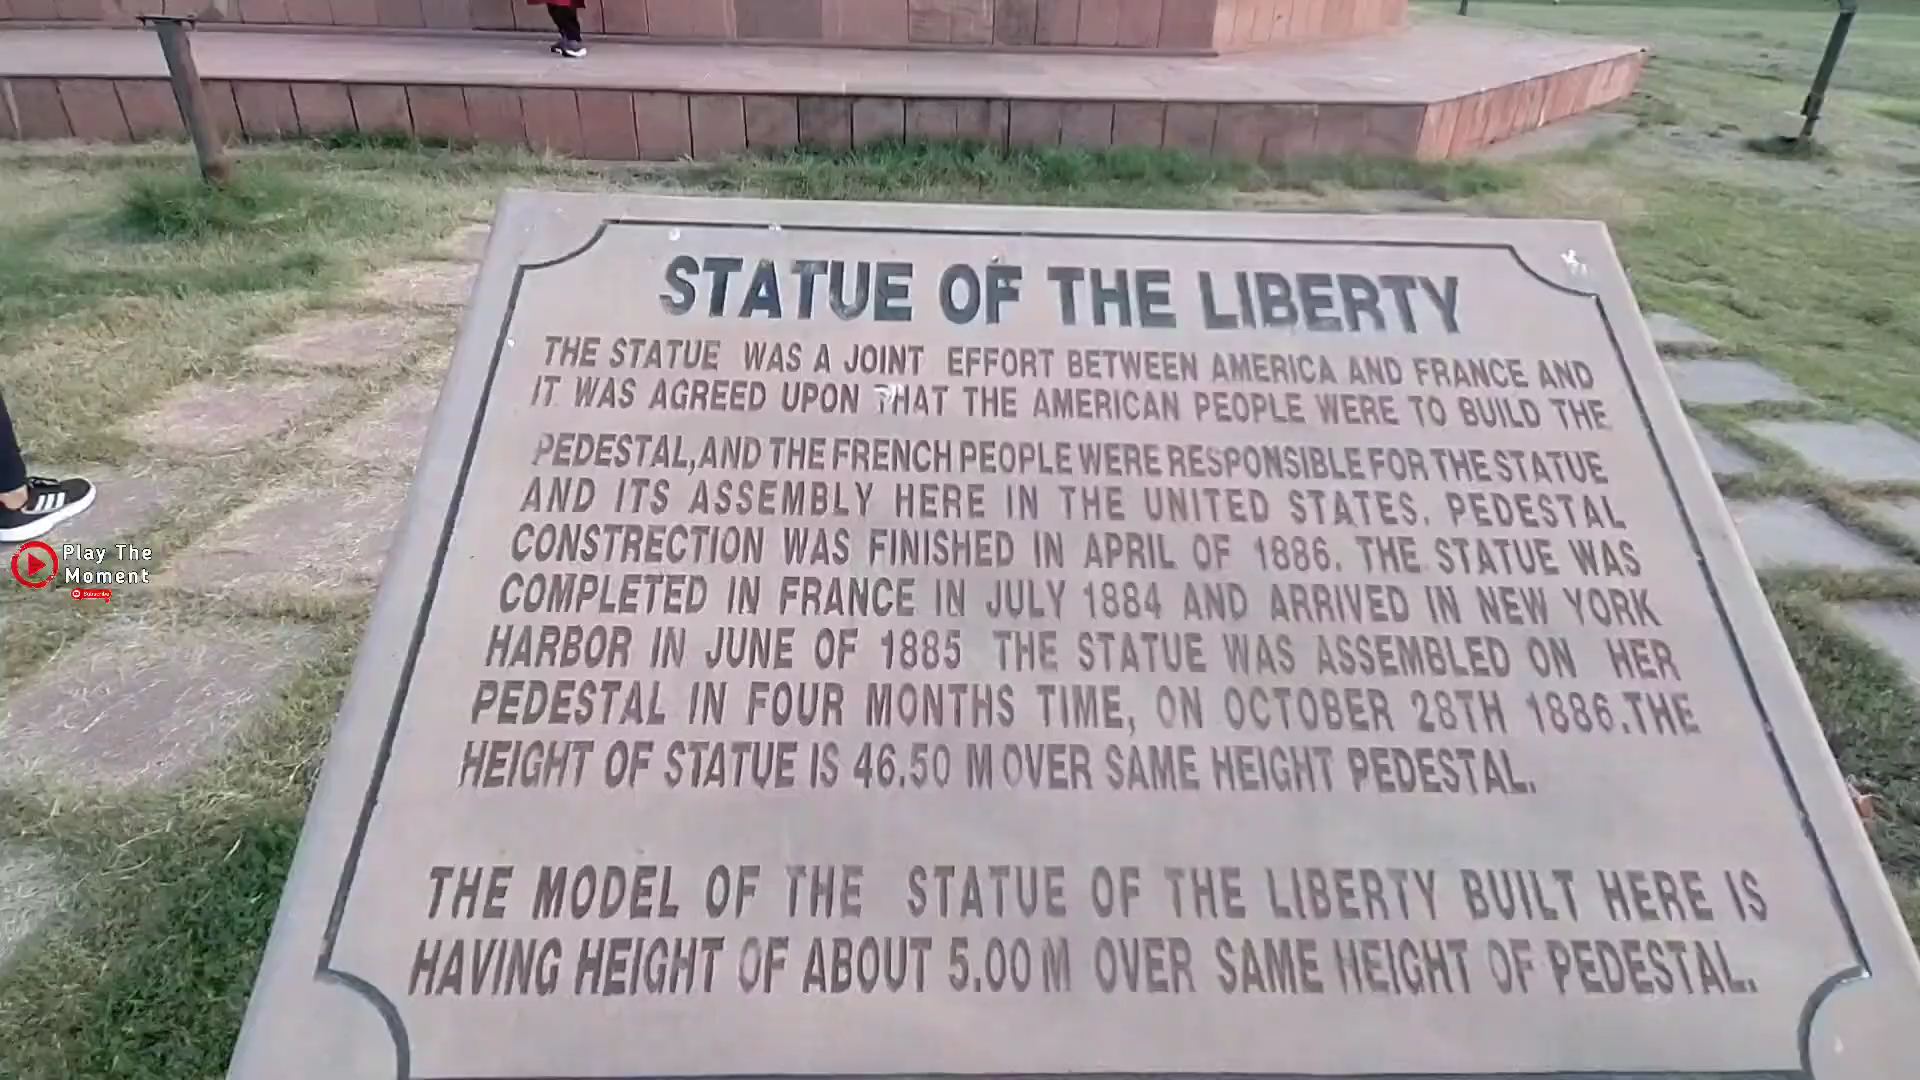 STATUE OF THE LIBERTY
THE STATUE WAS A JOINT EFFORT BETWEEN AMERICA AND FRANCE AND
IT WAS AGREED UPON THAT THE AMERICAN PEOPLE WERE TO BUILD THE
PEDESTAL,AND THE FRENCH PEOPLE WERE RESPONSIBLE FOR THE STATUE
AND ITS ASSEMBLY HERE IN THE UNITED STATES. PEDESTAL
CONSTRECTION WAS FINISHED IN APRIL OF 1886. THE STATUE WAS
COMPLETED IN FRANCE IN JULY 1884 AND ARRIVED IN NEW YORK
HARBOR IN JUNE OF 1885 THE STATUE WAS ASSEMBLED ON HER
PEDESTAL IN FOUR MONTHS TIME, ON OCTOBER 28TH 1886.THE
HEIGHT OF STATUE IS 46.50 M OVER SAME HEIGHT PEDESTAL.
THE MODEL OF THE STATUE OF THE LIBERTY BUILT HERE IS
HAVING HEIGHT OF ABOUT 5.00 M OVER SAME HEIGHT OF PEDESTAL.
Play The
Moment
Subscribe